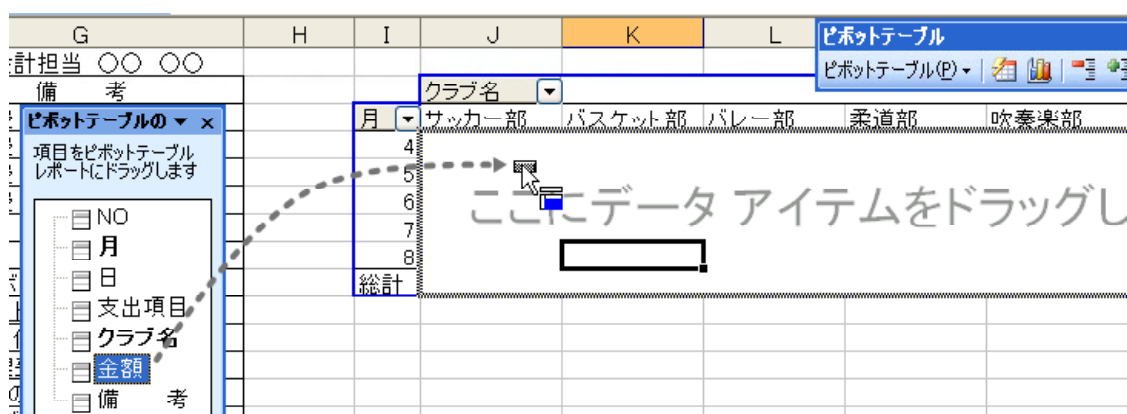 G H I J K L
計担当 〇〇 〇〇
ピボットテーブル
ピボットテーブル(P)
備 考
クラブ名
月 サッカー部 バスケット部 バレー部 柔道部 吹奏楽部
4
5
6
7
8
総計
ここにデータ アイテムをドラッグし
ピボットテーブルの
項目をピボットテーブル
レポートにドラッグします
NO
月
日
支出項目
クラブ名
金額
備 考